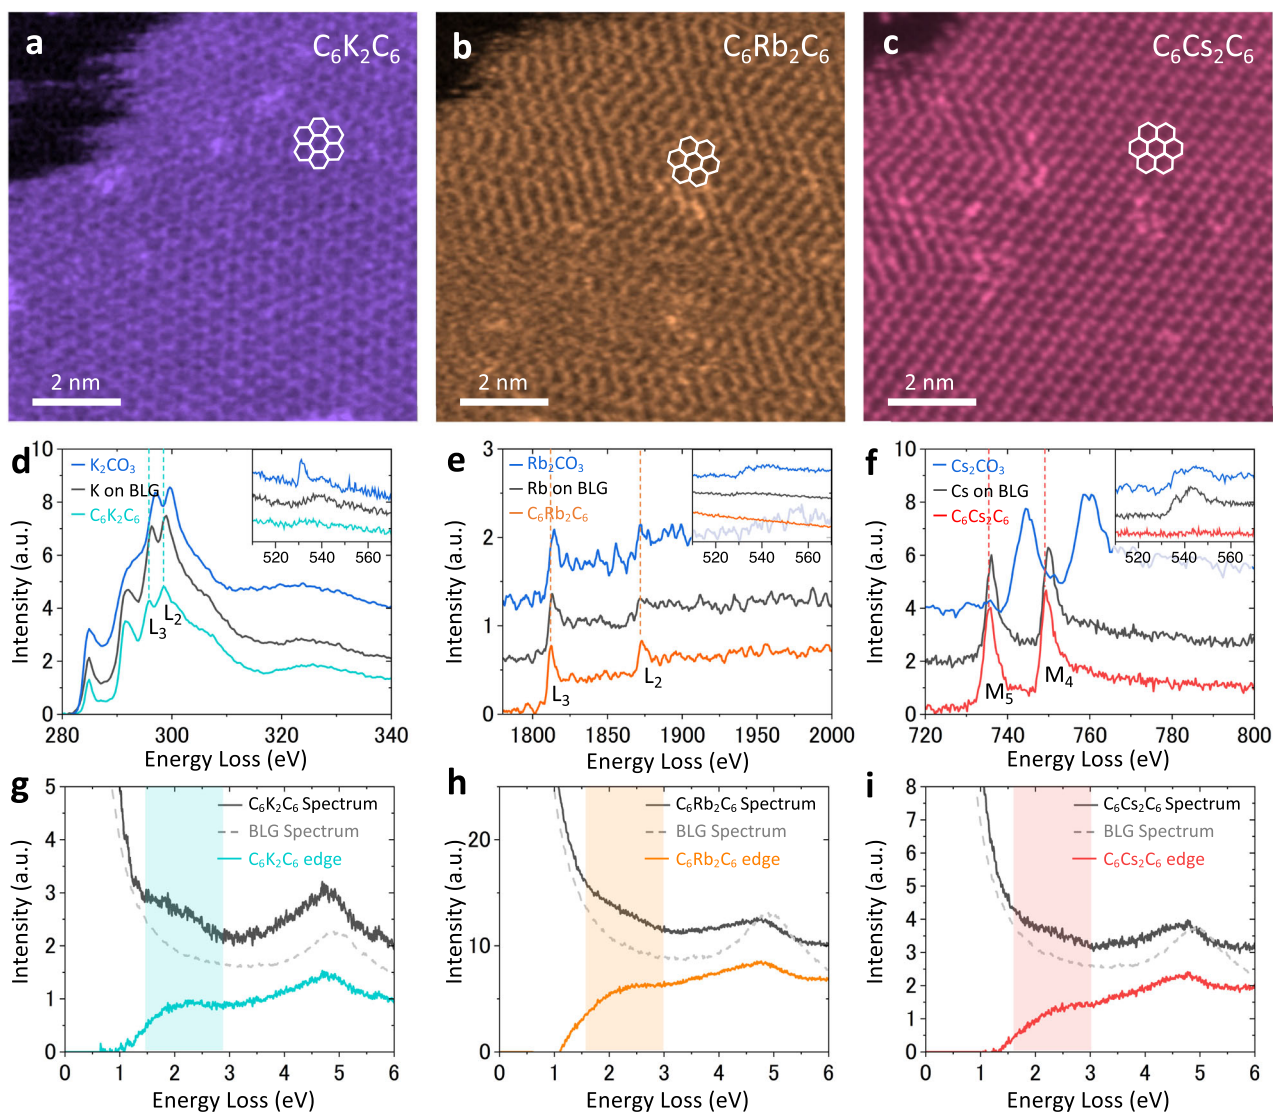 a C₆K₂C₆
2 nm
b C₆Rb₂C₆
2 nm
c C₆Cs₂C₆
2 nm
d
10
8
6
4
2
0
Intensity (a.u.)
K₂CO₃
K on BLG
C₆K₂C₆
520 540 560
L₃ L₂
280 300 320 340
Energy Loss (eV)
e
3
2
1
0
Intensity (a.u.)
Rb₂CO₃
Rb on BLG
C₆Rb₂C₆
520 540 560
L₃ L₂
1800 1850 1900 1950 2000
Energy Loss (eV)
f
10
8
6
4
2
0
Intensity (a.u.)
Cs₂CO₃
Cs on BLG
C₆Cs₂C₆
520 540 560
M₅ M₄
720 740 760 780 800
Energy Loss (eV)
g
5
4
3
2
1
0
Intensity (a.u.)
C₆K₂C₆ Spectrum
BLG Spectrum
C₆K₂C₆ edge
0 1 2 3 4 5 6
Energy Loss (eV)
h
20
10
0
Intensity (a.u.)
C₆Rb₂C₆ Spectrum
BLG Spectrum
C₆Rb₂C₆ edge
0 1 2 3 4 5 6
Energy Loss (eV)
i
8
7
6
5
4
3
2
1
0
Intensity (a.u.)
C₆Cs₂C₆ Spectrum
BLG Spectrum
C₆Cs₂C₆ edge
0 1 2 3 4 5 6
Energy Loss (eV)